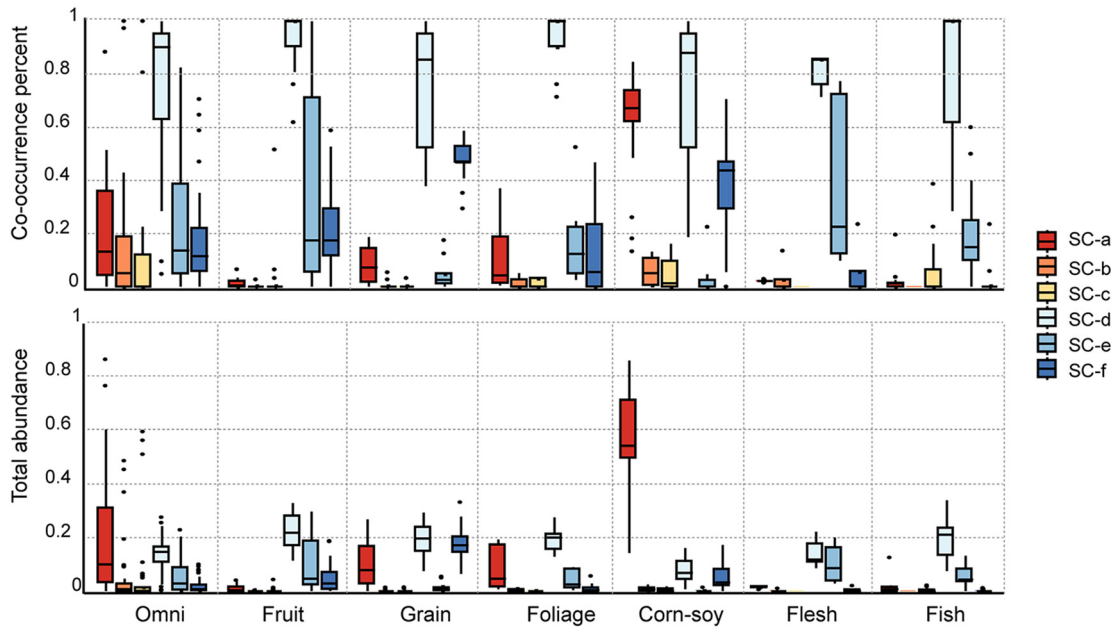 Co-occurrence percent
1
0.8
0.6
0.4
0.2
0
Total abundance
1
0.8
0.6
0.4
0.2
0
Omni Fruit Grain Foliage Corn-soy Flesh Fish
SC-a
SC-b
SC-c
SC-d
SC-e
SC-f